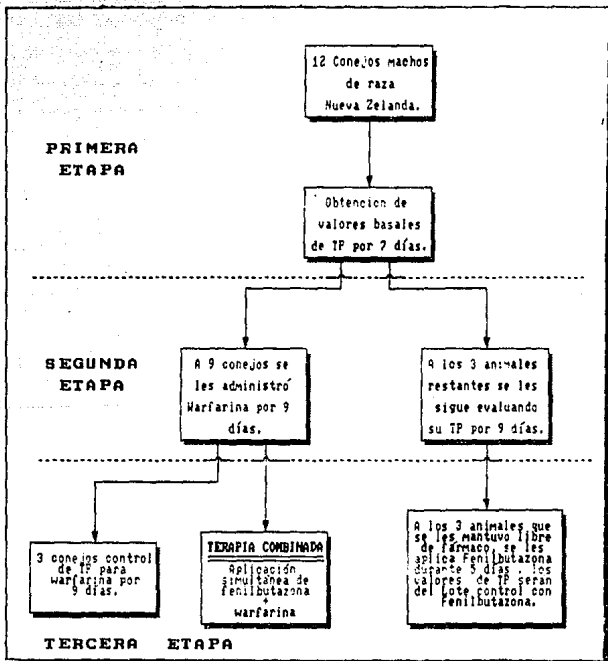 12 Conejos machos
de raza
Nueva Zelanda.
PRIMERA
ETAPA
Obtencion de
valores basales
de TP por 7 días.
SEGUNDA
ETAPA
A 9 conejos se
les administró
Warfarina por 9
días.
A los 3 animales
restantes se les
sigue evaluando
su TP por 9 días.
3 conejos control
de TP para
warfarina por
9 días.
TERAPIA COMBINADA
Aplicación
simultánea de
fenilbutazona
+
warfarina
A los 3 animales que
se les mantuvo libre
de fármaco, se les
aplica Fenilbutazona
durante 5 días. los
valores de TP serán
del Lote control con
Fenilbutazona.
TERCERA ETAPA